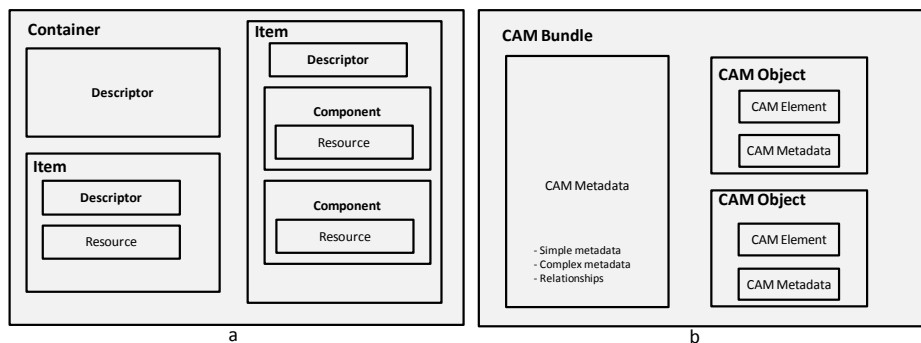 Container
Descriptor
Item
Descriptor
Resource
Item
Descriptor
Component
Resource
Component
Resource
a
CAM Bundle
CAM Metadata
- Simple metadata
- Complex metadata
- Relationships
CAM Object
CAM Element
CAM Metadata
CAM Object
CAM Element
CAM Metadata
b